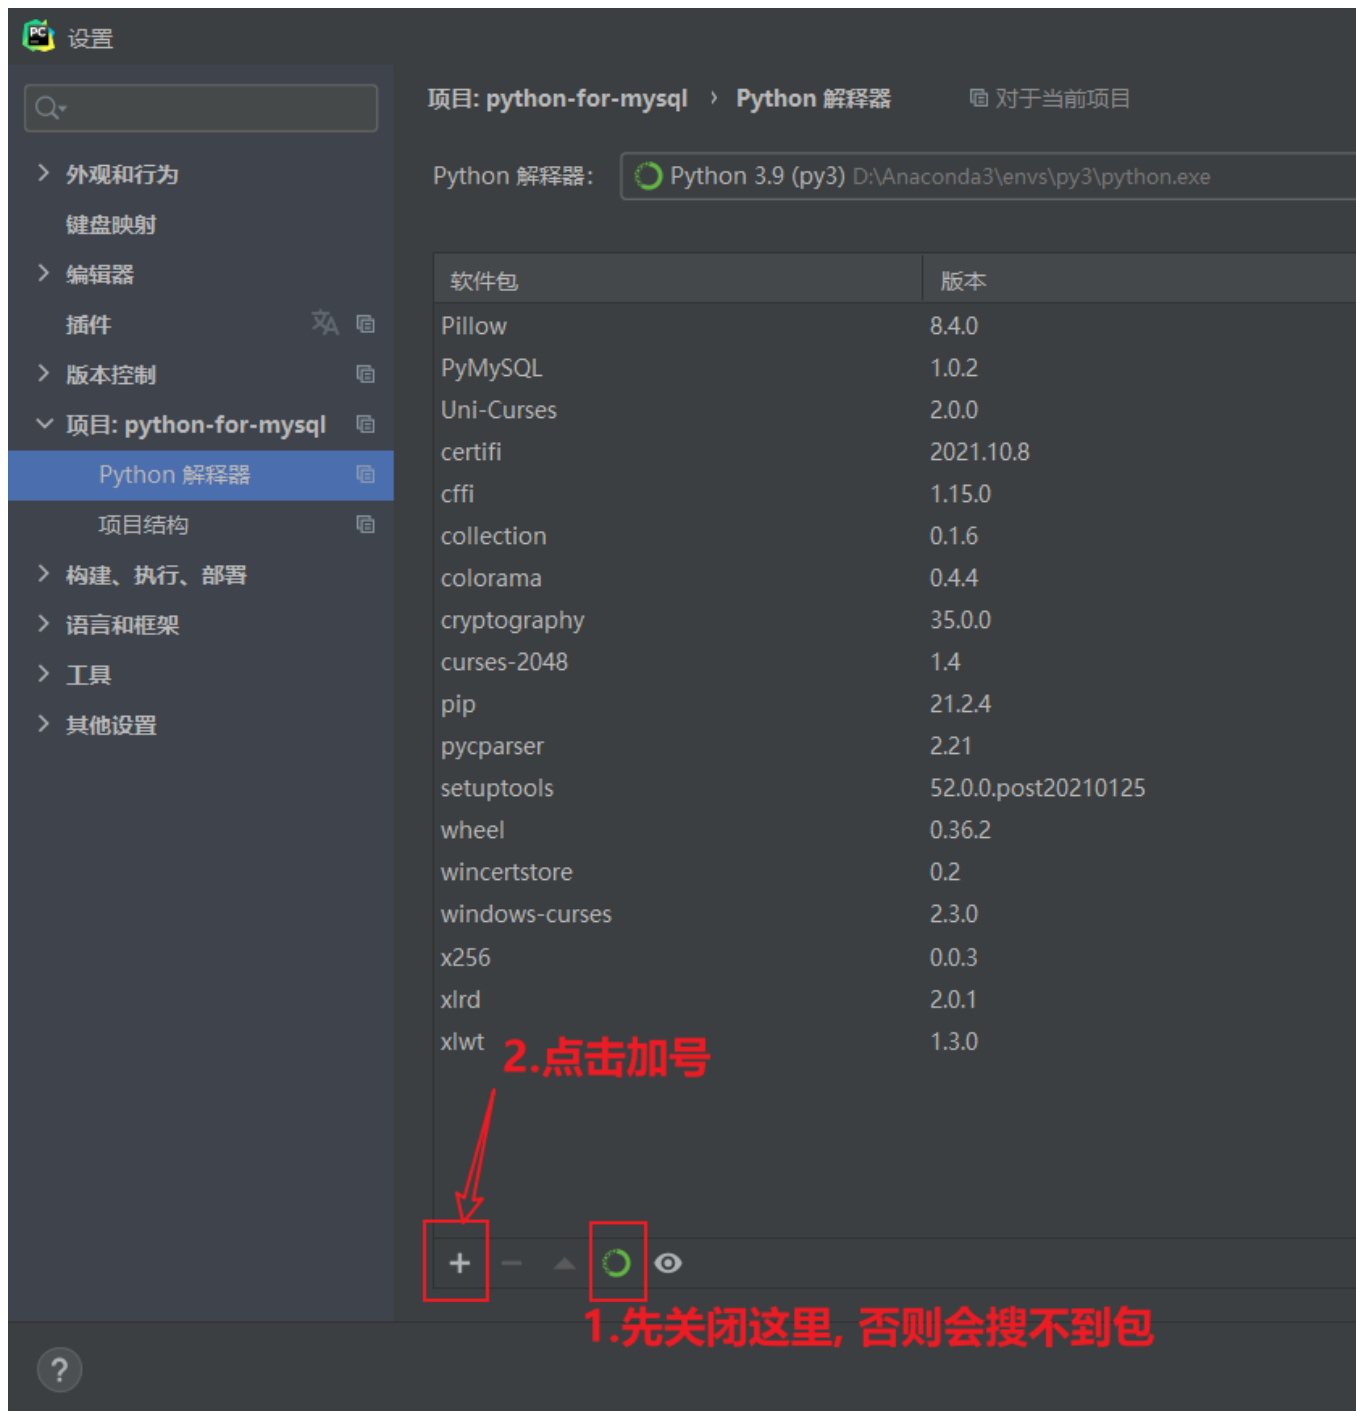 PC
设置
项目: python-for-mysql › Python 解释器 对于当前项目
Python 解释器: Python 3.9 (py3) D:\Anaconda3\envs\py3\python.exe
外观和行为
键盘映射
编辑器
插件
版本控制
项目: python-for-mysql
Python 解释器
项目结构
构建、执行、部署
语言和框架
工具
其他设置
软件包 版本
Pillow 8.4.0
PyMySQL 1.0.2
Uni-Curses 2.0.0
certifi 2021.10.8
cffi 1.15.0
collection 0.1.6
colorama 0.4.4
cryptography 35.0.0
curses-2048 1.4
pip 21.2.4
pycparser 2.21
setuptools 52.0.0.post20210125
wheel 0.36.2
wincertstore 0.2
windows-curses 2.3.0
x256 0.0.3
xlrd 2.0.1
xlwt 1.3.0
2.点击加号
1.先关闭这里, 否则会搜不到包
?